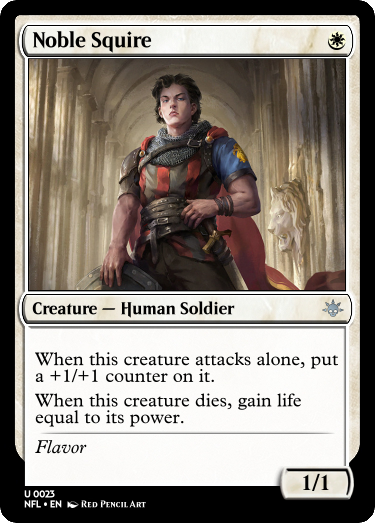 Noble Squire
Creature — Human Soldier
When this creature attacks alone, put
a +1/+1 counter on it.
When this creature dies, gain life
equal to its power.
Flavor
1/1
U 0023
NFL • EN Red Pencil Art